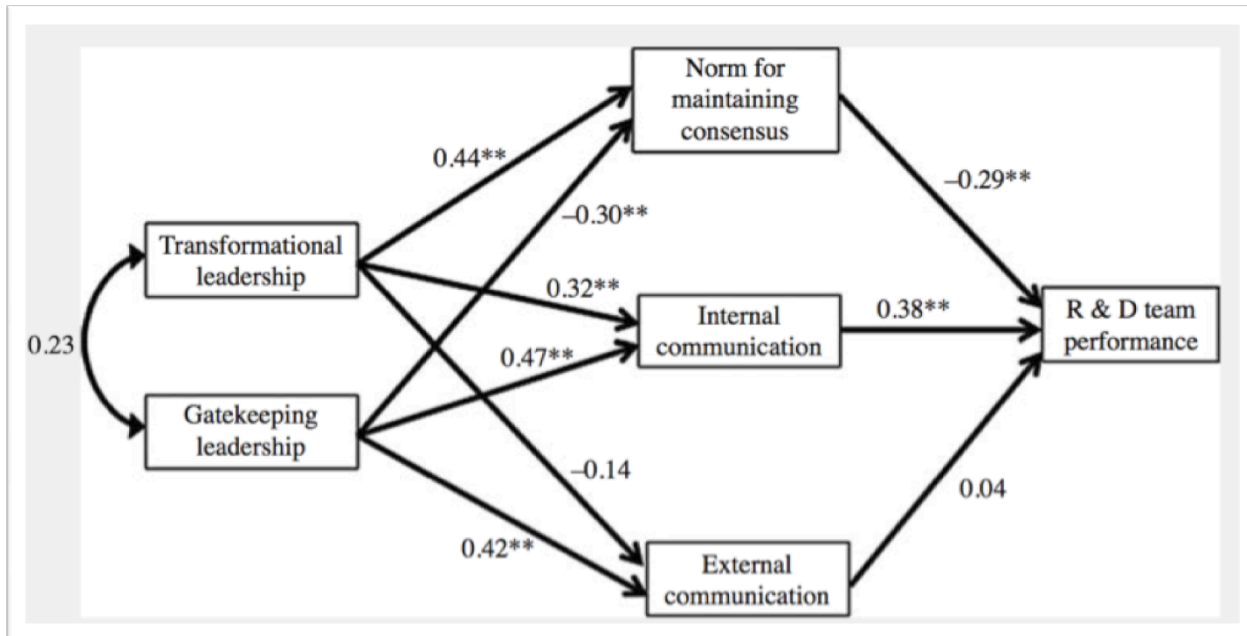 Norm for
maintaining
consensus
0.44**
–0.29**
–0.30**
Transformational
leadership
0.32**
Internal
communication
0.38**
R & D team
performance
0.23
0.47**
Gatekeeping
leadership
–0.14
0.04
0.42**
External
communication